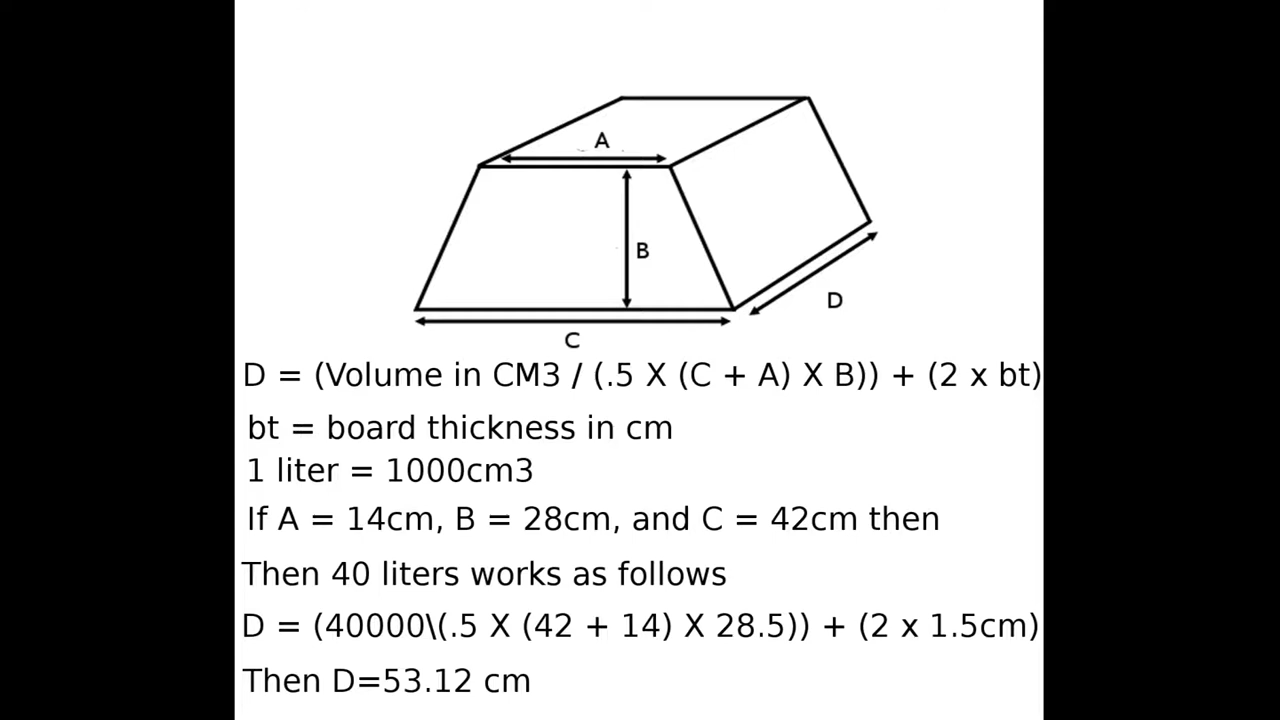 A
B
D
C
D = (Volume in CM3 / (.5 X (C + A) X B)) + (2 x bt)
bt = board thickness in cm
1 liter = 1000cm3
If A = 14cm, B = 28cm, and C = 42cm then
Then 40 liters works as follows
D = (40000\(.5 X (42 + 14) X 28.5)) + (2 x 1.5cm)
Then D=53.12 cm